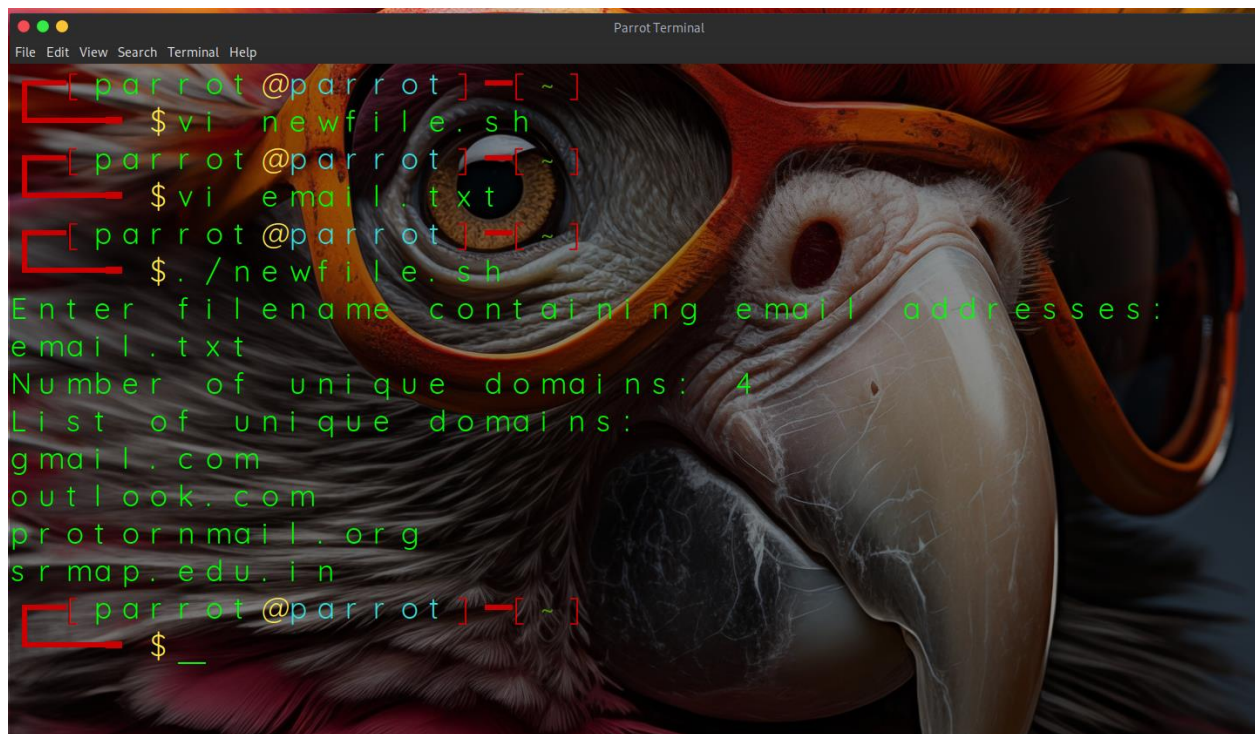 Parrot Terminal
File Edit View Search Terminal Help
[parrot@parrot]─[~]
$vi newfile.sh
[parrot@parrot]─[~]
$vi email.txt
[parrot@parrot]─[~]
$./newfile.sh
Enter filename containing email addresses:
email.txt
Number of unique domains: 4
List of unique domains:
gmail.com
outlook.com
protornmail.org
srmap.edu.in
[parrot@parrot]─[~]
$_